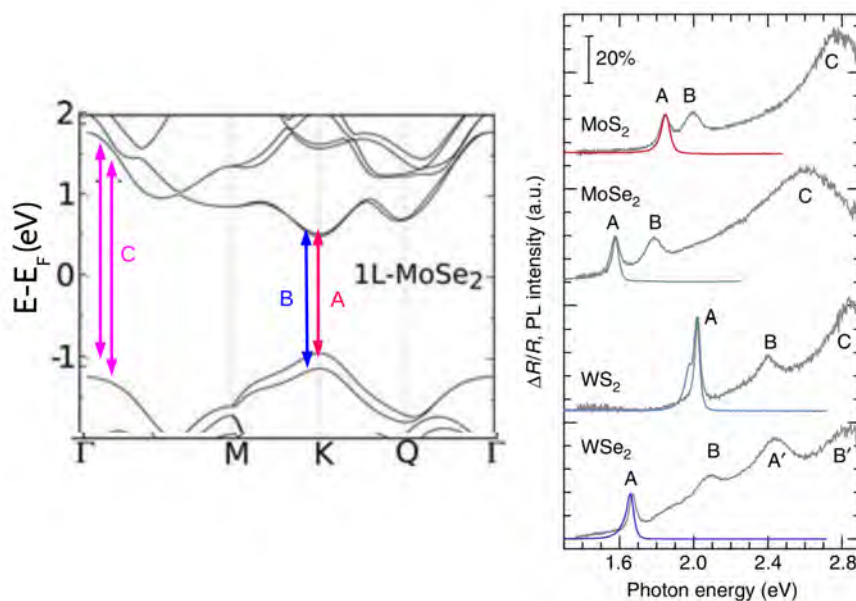 2
1
0
-1
E-E_F (eV)
C
B
A
1L-MoSe₂
Γ
M
K
Q
Γ
20%
A
B
C
MoS₂
MoSe₂
A
B
C
A
WS₂
B
C
WSe₂
A
B
A′
B′
ΔR/R, PL intensity (a.u.)
1.6 2.0 2.4 2.8
Photon energy (eV)